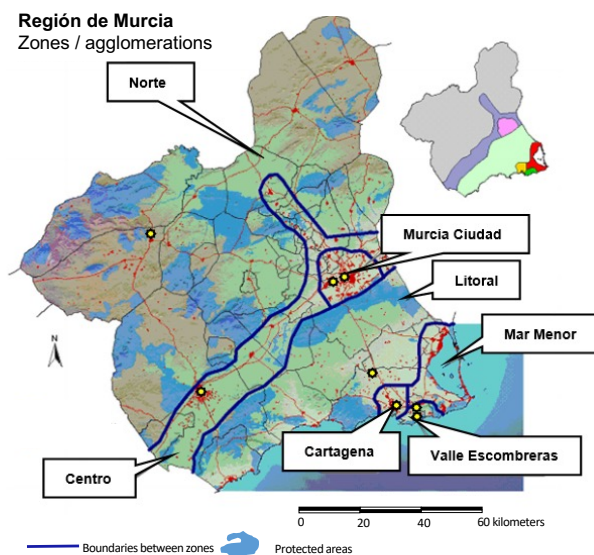 Región de Murcia
Zones / agglomerations
Norte
Murcia Ciudad
Litoral
Mar Menor
N
Cartagena
Valle Escombreras
Centro
0 20 40 60 kilometers
Boundaries between zones Protected areas